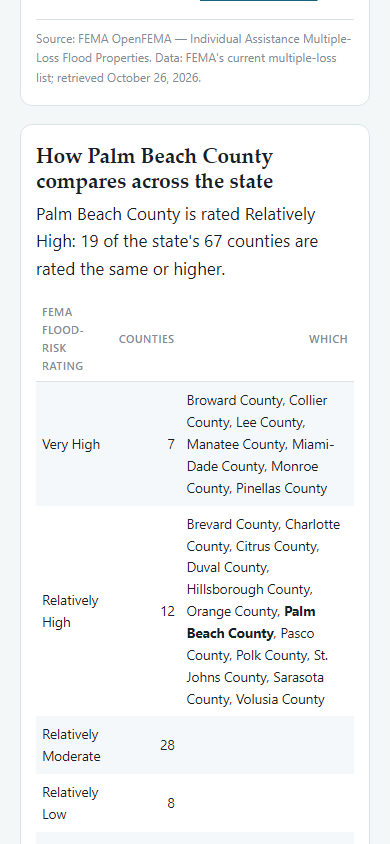 Source: FEMA OpenFEMA — Individual Assistance Multiple-
Loss Flood Properties. Data: FEMA's current multiple-loss
list; retrieved October 26, 2026.
How Palm Beach County
compares across the state
Palm Beach County is rated Relatively
High: 19 of the state's 67 counties are
rated the same or higher.
FEMA
FLOOD-
RISK
RATING
COUNTIES
WHICH
Very High
7
Broward County, Collier
County, Lee County,
Manatee County, Miami-
Dade County, Monroe
County, Pinellas County
Relatively
High
12
Brevard County, Charlotte
County, Citrus County,
Duval County,
Hillsborough County,
Orange County, Palm
Beach County, Pasco
County, Polk County, St.
Johns County, Sarasota
County, Volusia County
Relatively
Moderate
28
Relatively
Low
8